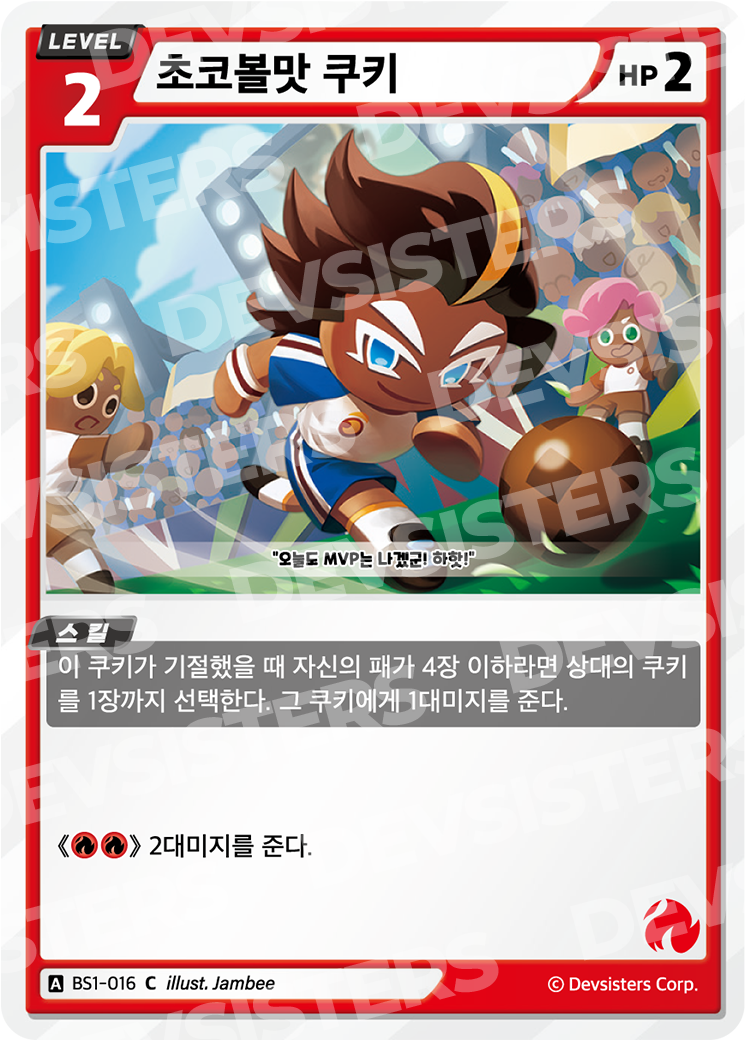 LEVEL
2
초코볼맛 쿠키
HP 2
"오늘도 MVP는 나겠군! 하핫!"
스킬
이 쿠키가 기절했을 때 자신의 패가 4장 이하라면 상대의 쿠키
를 1장까지 선택한다. 그 쿠키에게 1대미지를 준다.
《》 2대미지를 준다.
A BS1-016 C illust. Jambee
© Devsisters Corp.
DEVSISTERS